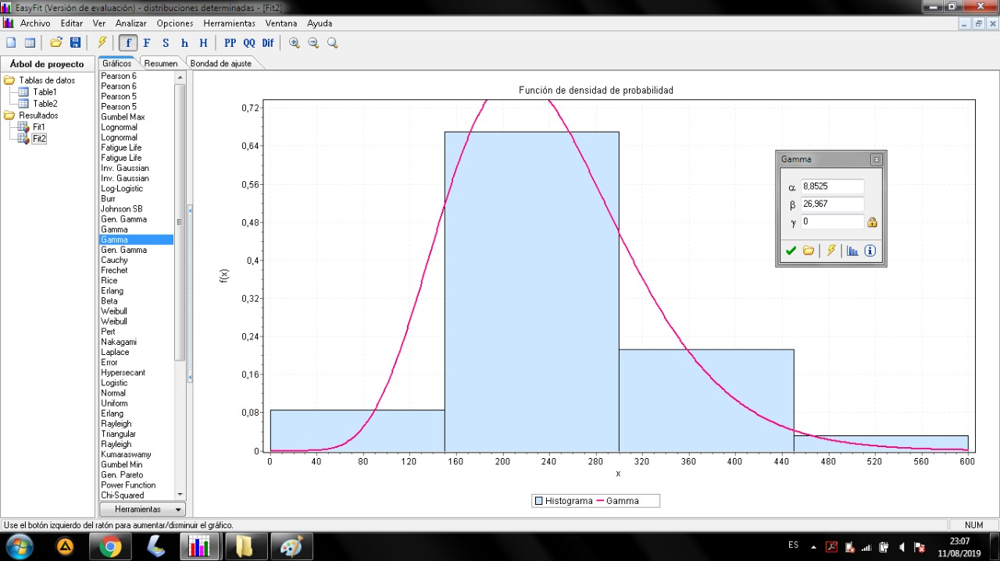 EasyFit (Versión de evaluación) - distribuciones determinadas - [Fit2]
Archivo Editar Ver Analizar Opciones Herramientas Ventana Ayuda
f F S h H PP QQ Dif
Árbol de proyecto
Tablas de datos
Table1
Table2
Resultados
Fit1
Fit2
Gráficos Resumen Bondad de ajuste
Pearson 6
Pearson 6
Pearson 5
Pearson 5
Gumbel Max
Lognormal
Lognormal
Fatigue Life
Fatigue Life
Inv. Gaussian
Inv. Gaussian
Log-Logistic
Burr
Johnson SB
Gen. Gamma
Gamma
Gamma
Gen. Gamma
Cauchy
Frechet
Rice
Erlang
Beta
Weibull
Weibull
Pert
Nakagami
Laplace
Error
Hypersecant
Logistic
Normal
Uniform
Erlang
Rayleigh
Triangular
Rayleigh
Kumaraswamy
Gumbel Min
Gen. Pareto
Power Function
Chi-Squared
Herramientas
Función de densidad de probabilidad
f(x)
0,72
0,64
0,56
0,48
0,4
0,32
0,24
0,16
0,08
0
0 40 80 120 160 200 240 280 320 360 400 440 480 520 560 600
x
Histograma Gamma
Gamma
α 8,8525
β 26,967
γ 0
Use el botón izquierdo del ratón para aumentar/disminuir el gráfico.
NUM
ES
23:07
11/08/2019